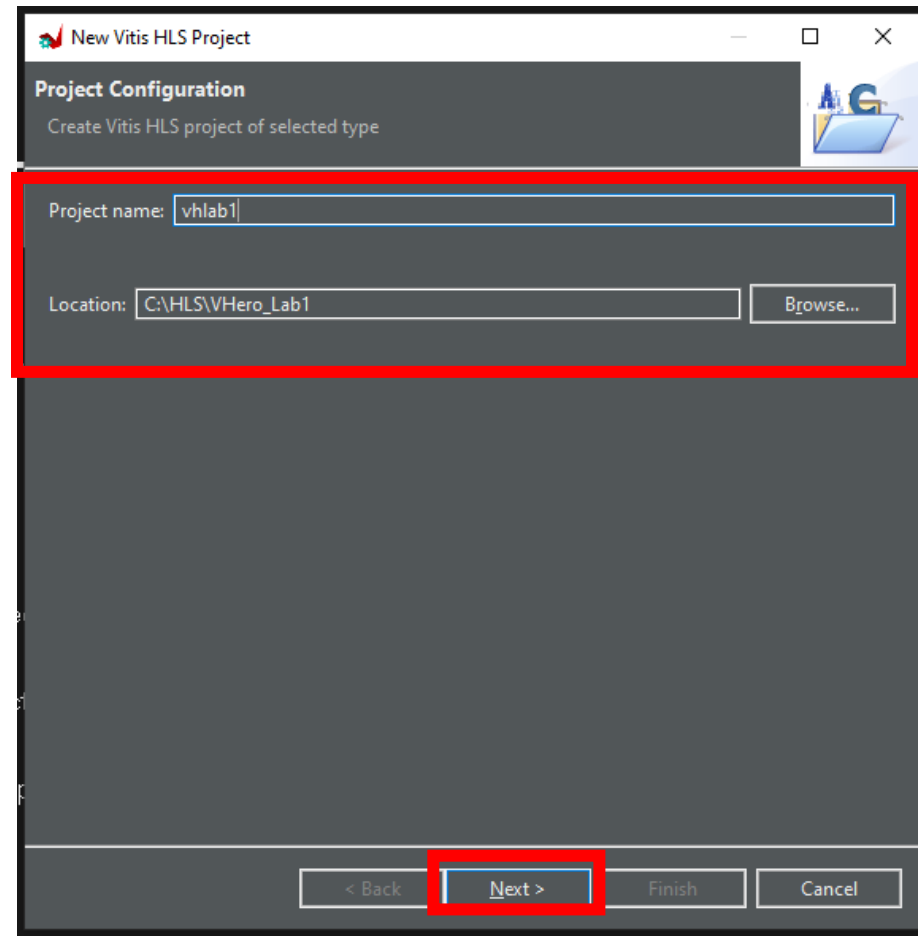 New Vitis HLS Project
Project Configuration
Create Vitis HLS project of selected type
Project name: vhlab1
Location: C:\HLS\VHero_Lab1 Browse...
< Back Next > Finish Cancel